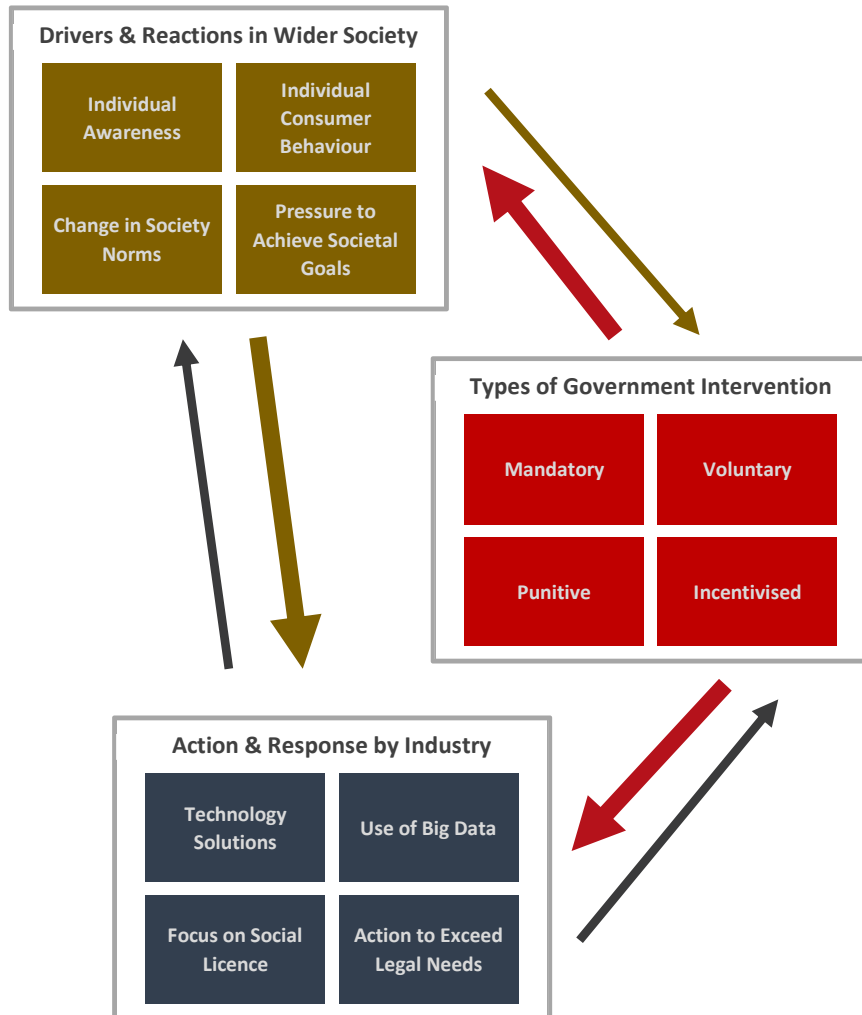 Drivers & Reactions in Wider Society
Individual
Awareness
Individual
Consumer
Behaviour
Change in Society
Norms
Pressure to
Achieve Societal
Goals
Types of Government Intervention
Mandatory
Voluntary
Punitive
Incentivised
Action & Response by Industry
Technology
Solutions
Use of Big Data
Focus on Social
Licence
Action to Exceed
Legal Needs